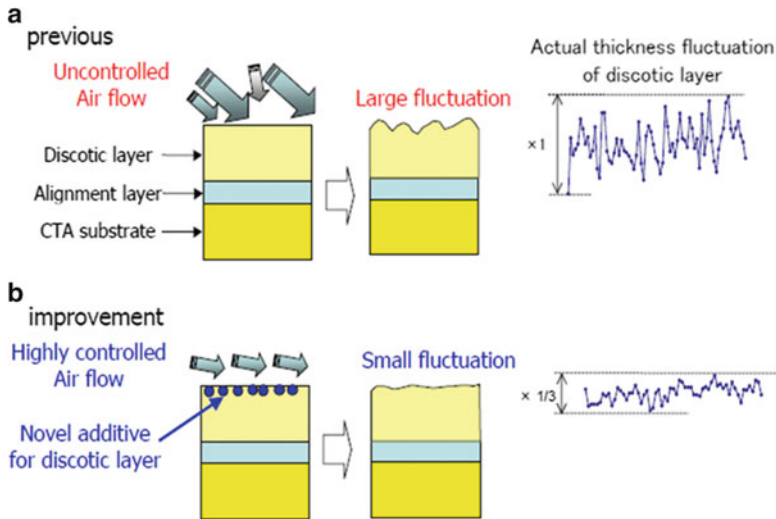 a
previous
Uncontrolled
Air flow
Large fluctuation
Actual thickness fluctuation
of discotic layer
×1
Discotic layer
Alignment layer
CTA substrate
b
improvement
Highly controlled
Air flow
Small fluctuation
× 1/3
Novel additive
for discotic layer